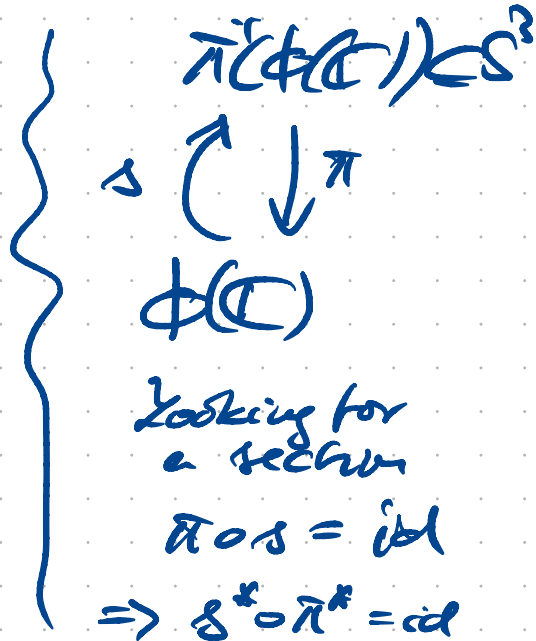 π⁻¹(ϕ(ℂ))⊂S³
s π
ϕ(ℂ)
Looking for
a section
π∘s = id
⇒ s*∘π* = id